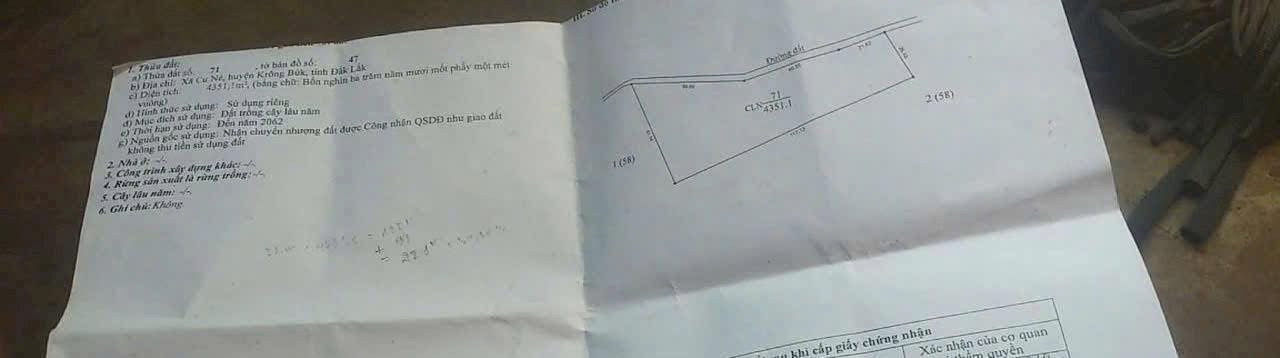 1. Thửa đất:
a) Thửa đất số: 71 , tờ bản đồ số: 47
b) Địa chỉ: Xã Cư Né, huyện Krông Búk, tỉnh Đắk Lắk
c) Diện tích: 4351,1m², (bằng chữ: Bốn nghìn ba trăm năm mươi mốt phẩy một mét
vuông)
d) Hình thức sử dụng: Sử dụng riêng
đ) Mục đích sử dụng: Đất trồng cây lâu năm
e) Thời hạn sử dụng: Đến năm 2062
g) Nguồn gốc sử dụng: Nhận chuyển nhượng đất được Công nhận QSDĐ như giao đất
không thu tiền sử dụng đất
2. Nhà ở: -/-
3. Công trình xây dựng khác: -/-
4. Rừng sản xuất là rừng trồng: -/-
5. Cây lâu năm: -/-
6. Ghi chú: Không
III. Sơ đồ
Đường đất
CLN 71
4351.1
1 (58)
2 (58)
khi cấp giấy chứng nhận
Xác nhận của cơ quan
thẩm quyền